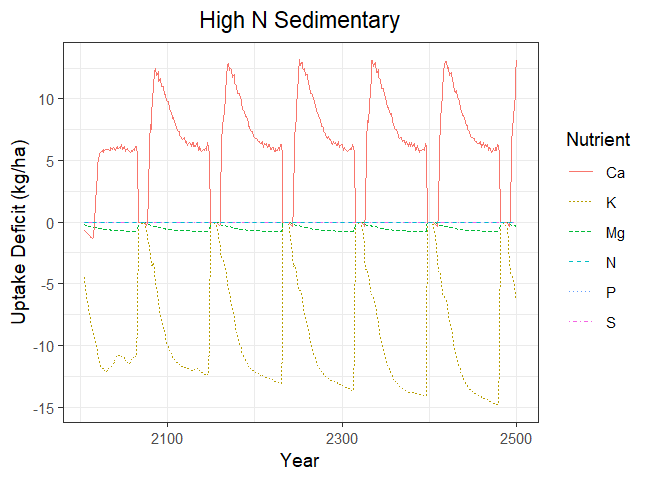 High N Sedimentary
Uptake Deficit (kg/ha)
10
5
0
-5
-10
-15
2100
2300
2500
Year
Nutrient
Ca
K
Mg
N
P
S